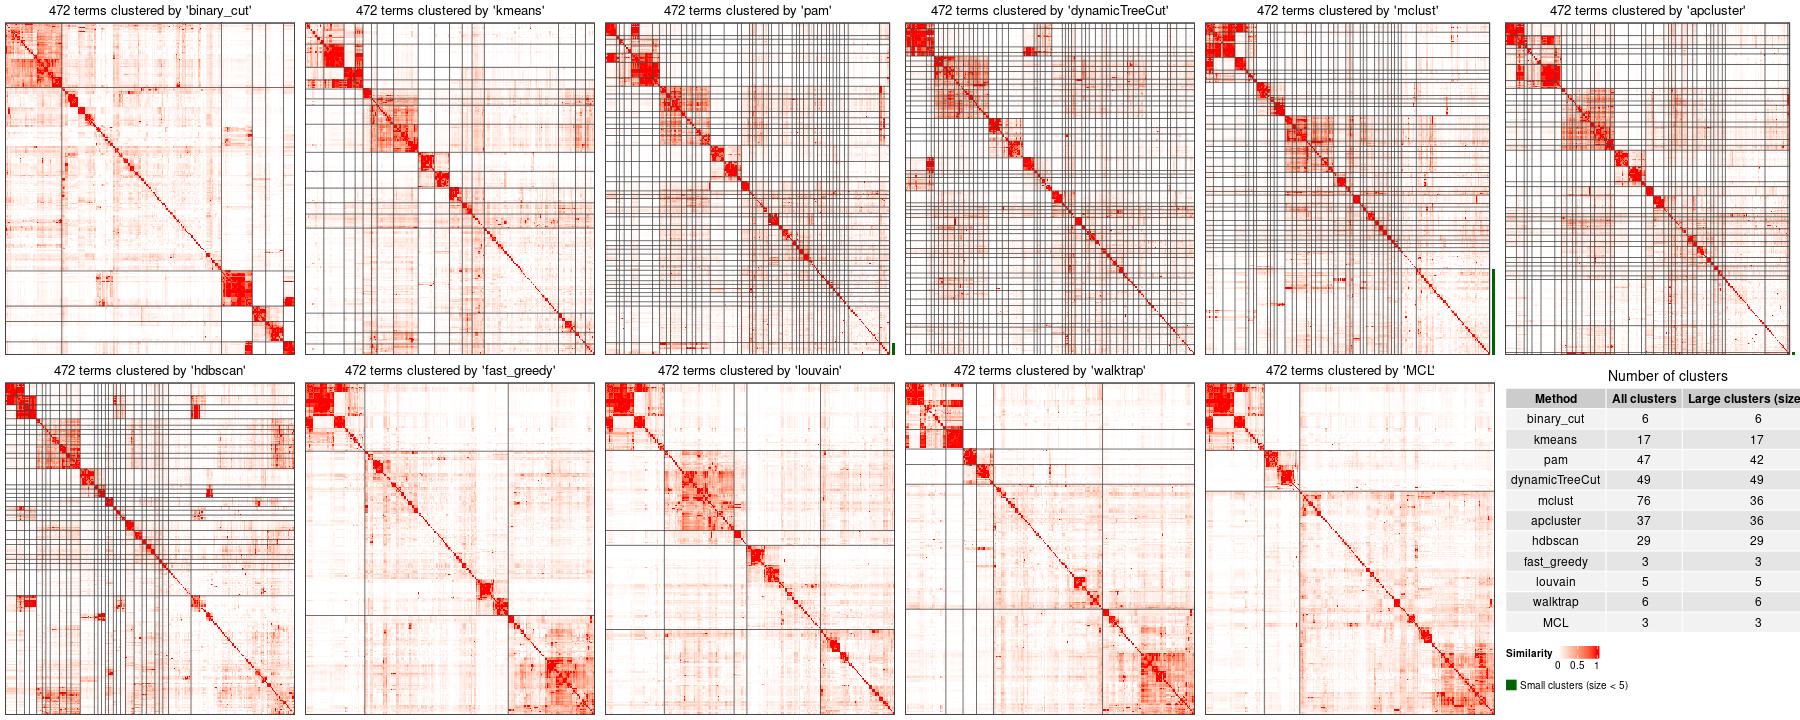 472 terms clustered by 'binary_cut'
472 terms clustered by 'kmeans'
472 terms clustered by 'pam'
472 terms clustered by 'dynamicTreeCut'
472 terms clustered by 'mclust'
472 terms clustered by 'apcluster'
472 terms clustered by 'hdbscan'
472 terms clustered by 'fast_greedy'
472 terms clustered by 'louvain'
472 terms clustered by 'walktrap'
472 terms clustered by 'MCL'
Number of clusters
Method All clusters Large clusters (size
binary_cut 6 6
kmeans 17 17
pam 47 42
dynamicTreeCut 49 49
mclust 76 36
apcluster 37 36
hdbscan 29 29
fast_greedy 3 3
louvain 5 5
walktrap 6 6
MCL 3 3
Similarity
0 0.5 1
Small clusters (size < 5)